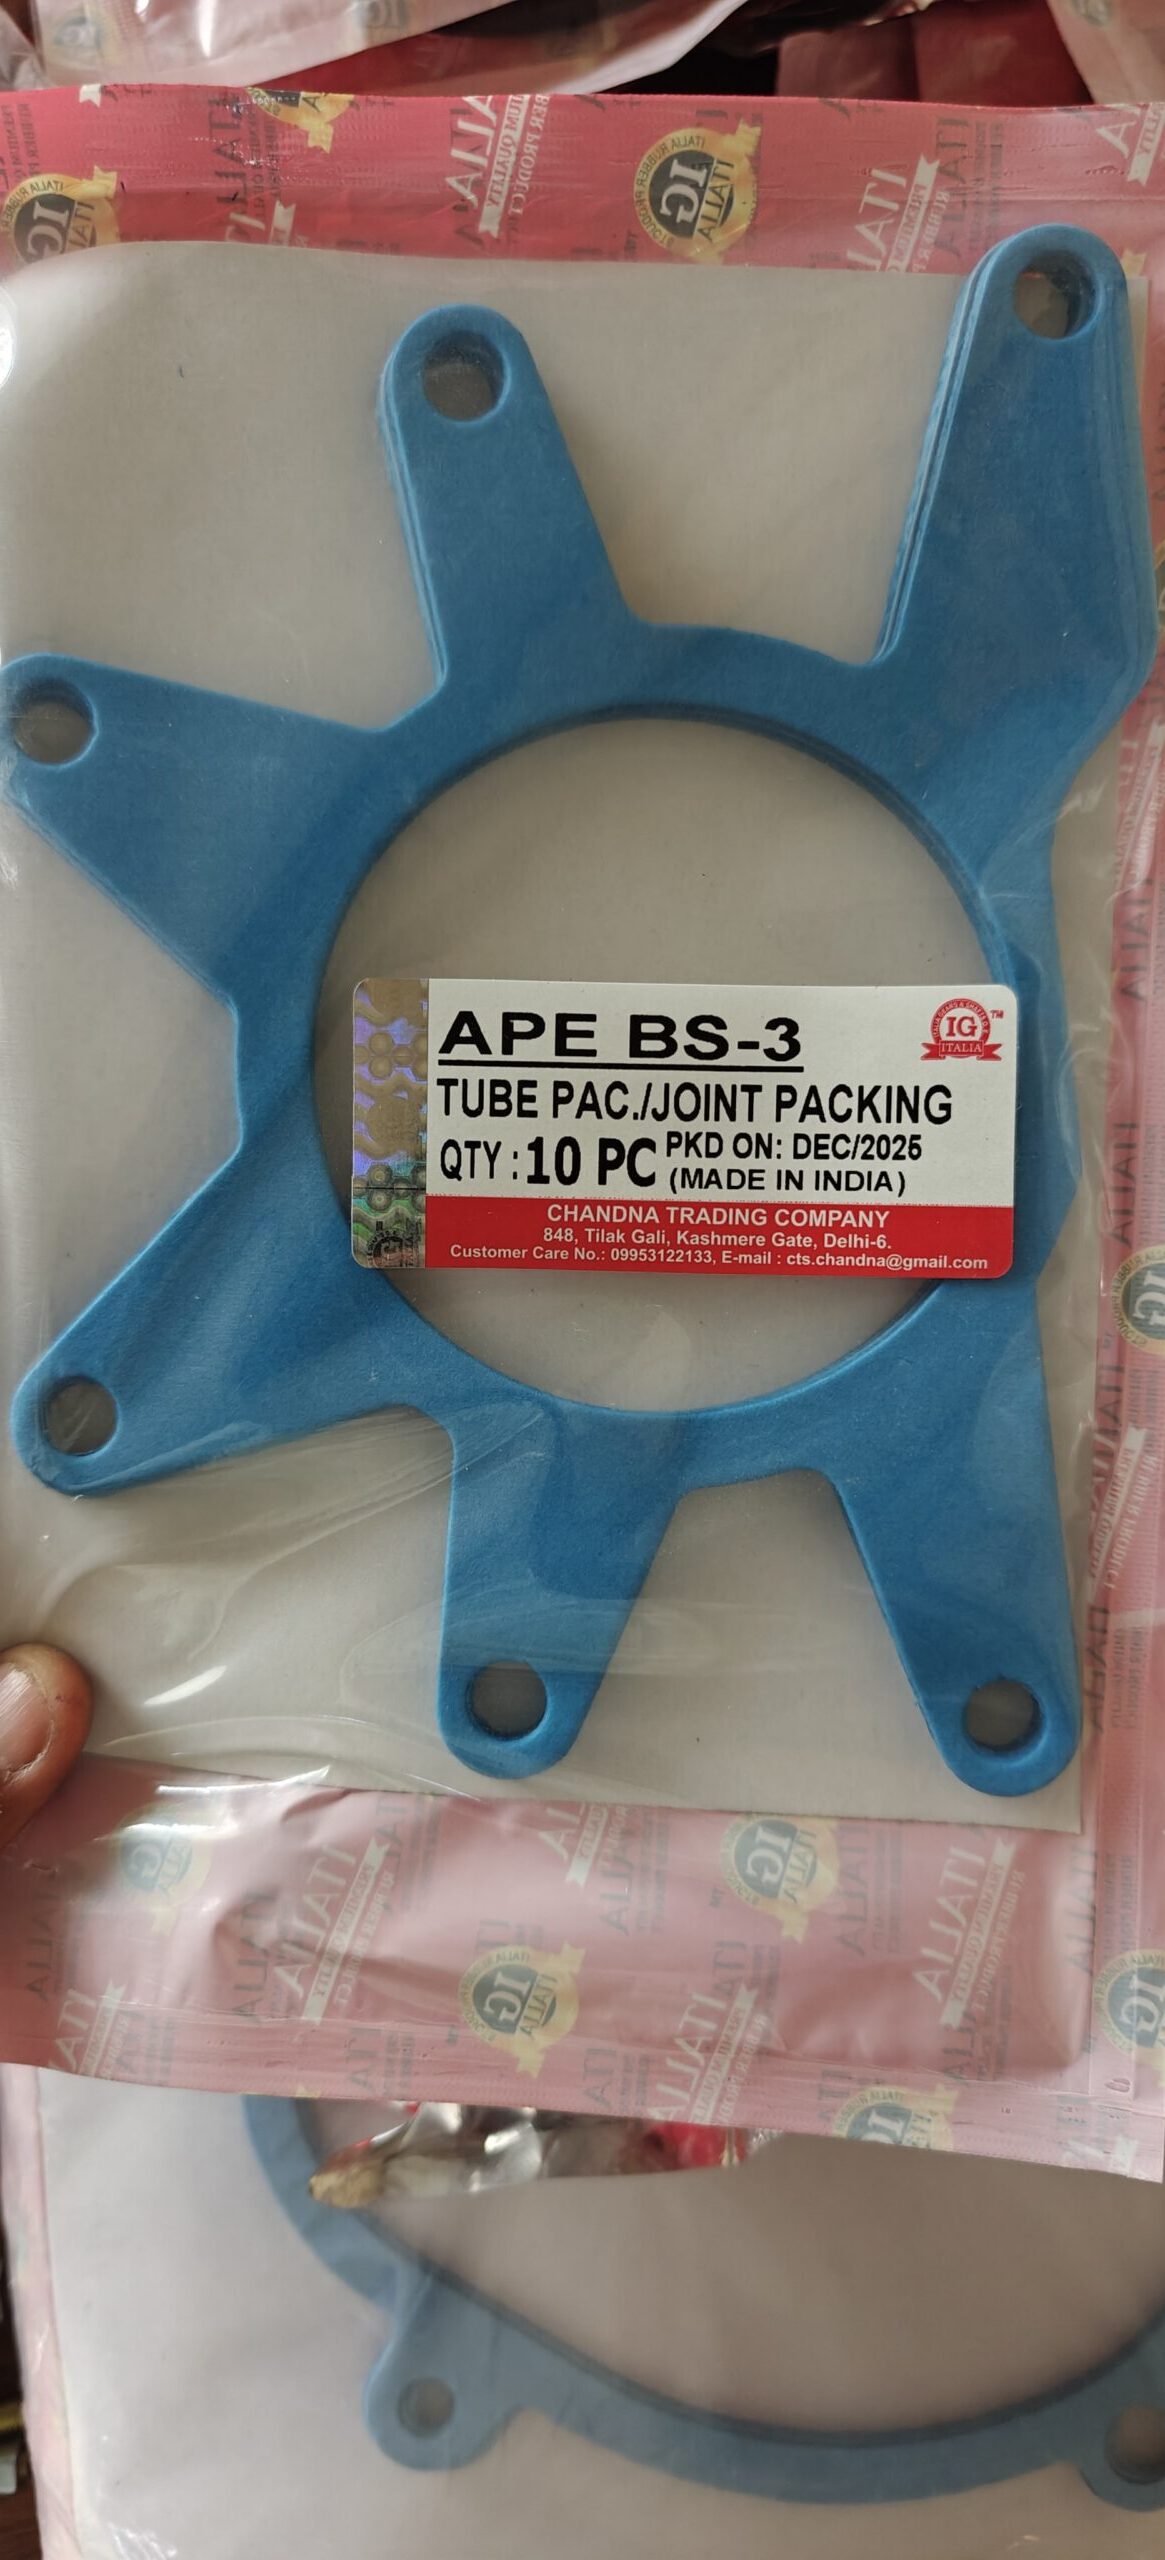 APE BS-3
IG
ITALIA
TM
TUBE PAC./JOINT PACKING
QTY : 10 PC
PKD ON: DEC/2025
(MADE IN INDIA)
CHANDNA TRADING COMPANY
848, Tilak Gali, Kashmere Gate, Delhi-6.
Customer Care No.: 09953122133, E-mail : cts.chandna@gmail.com